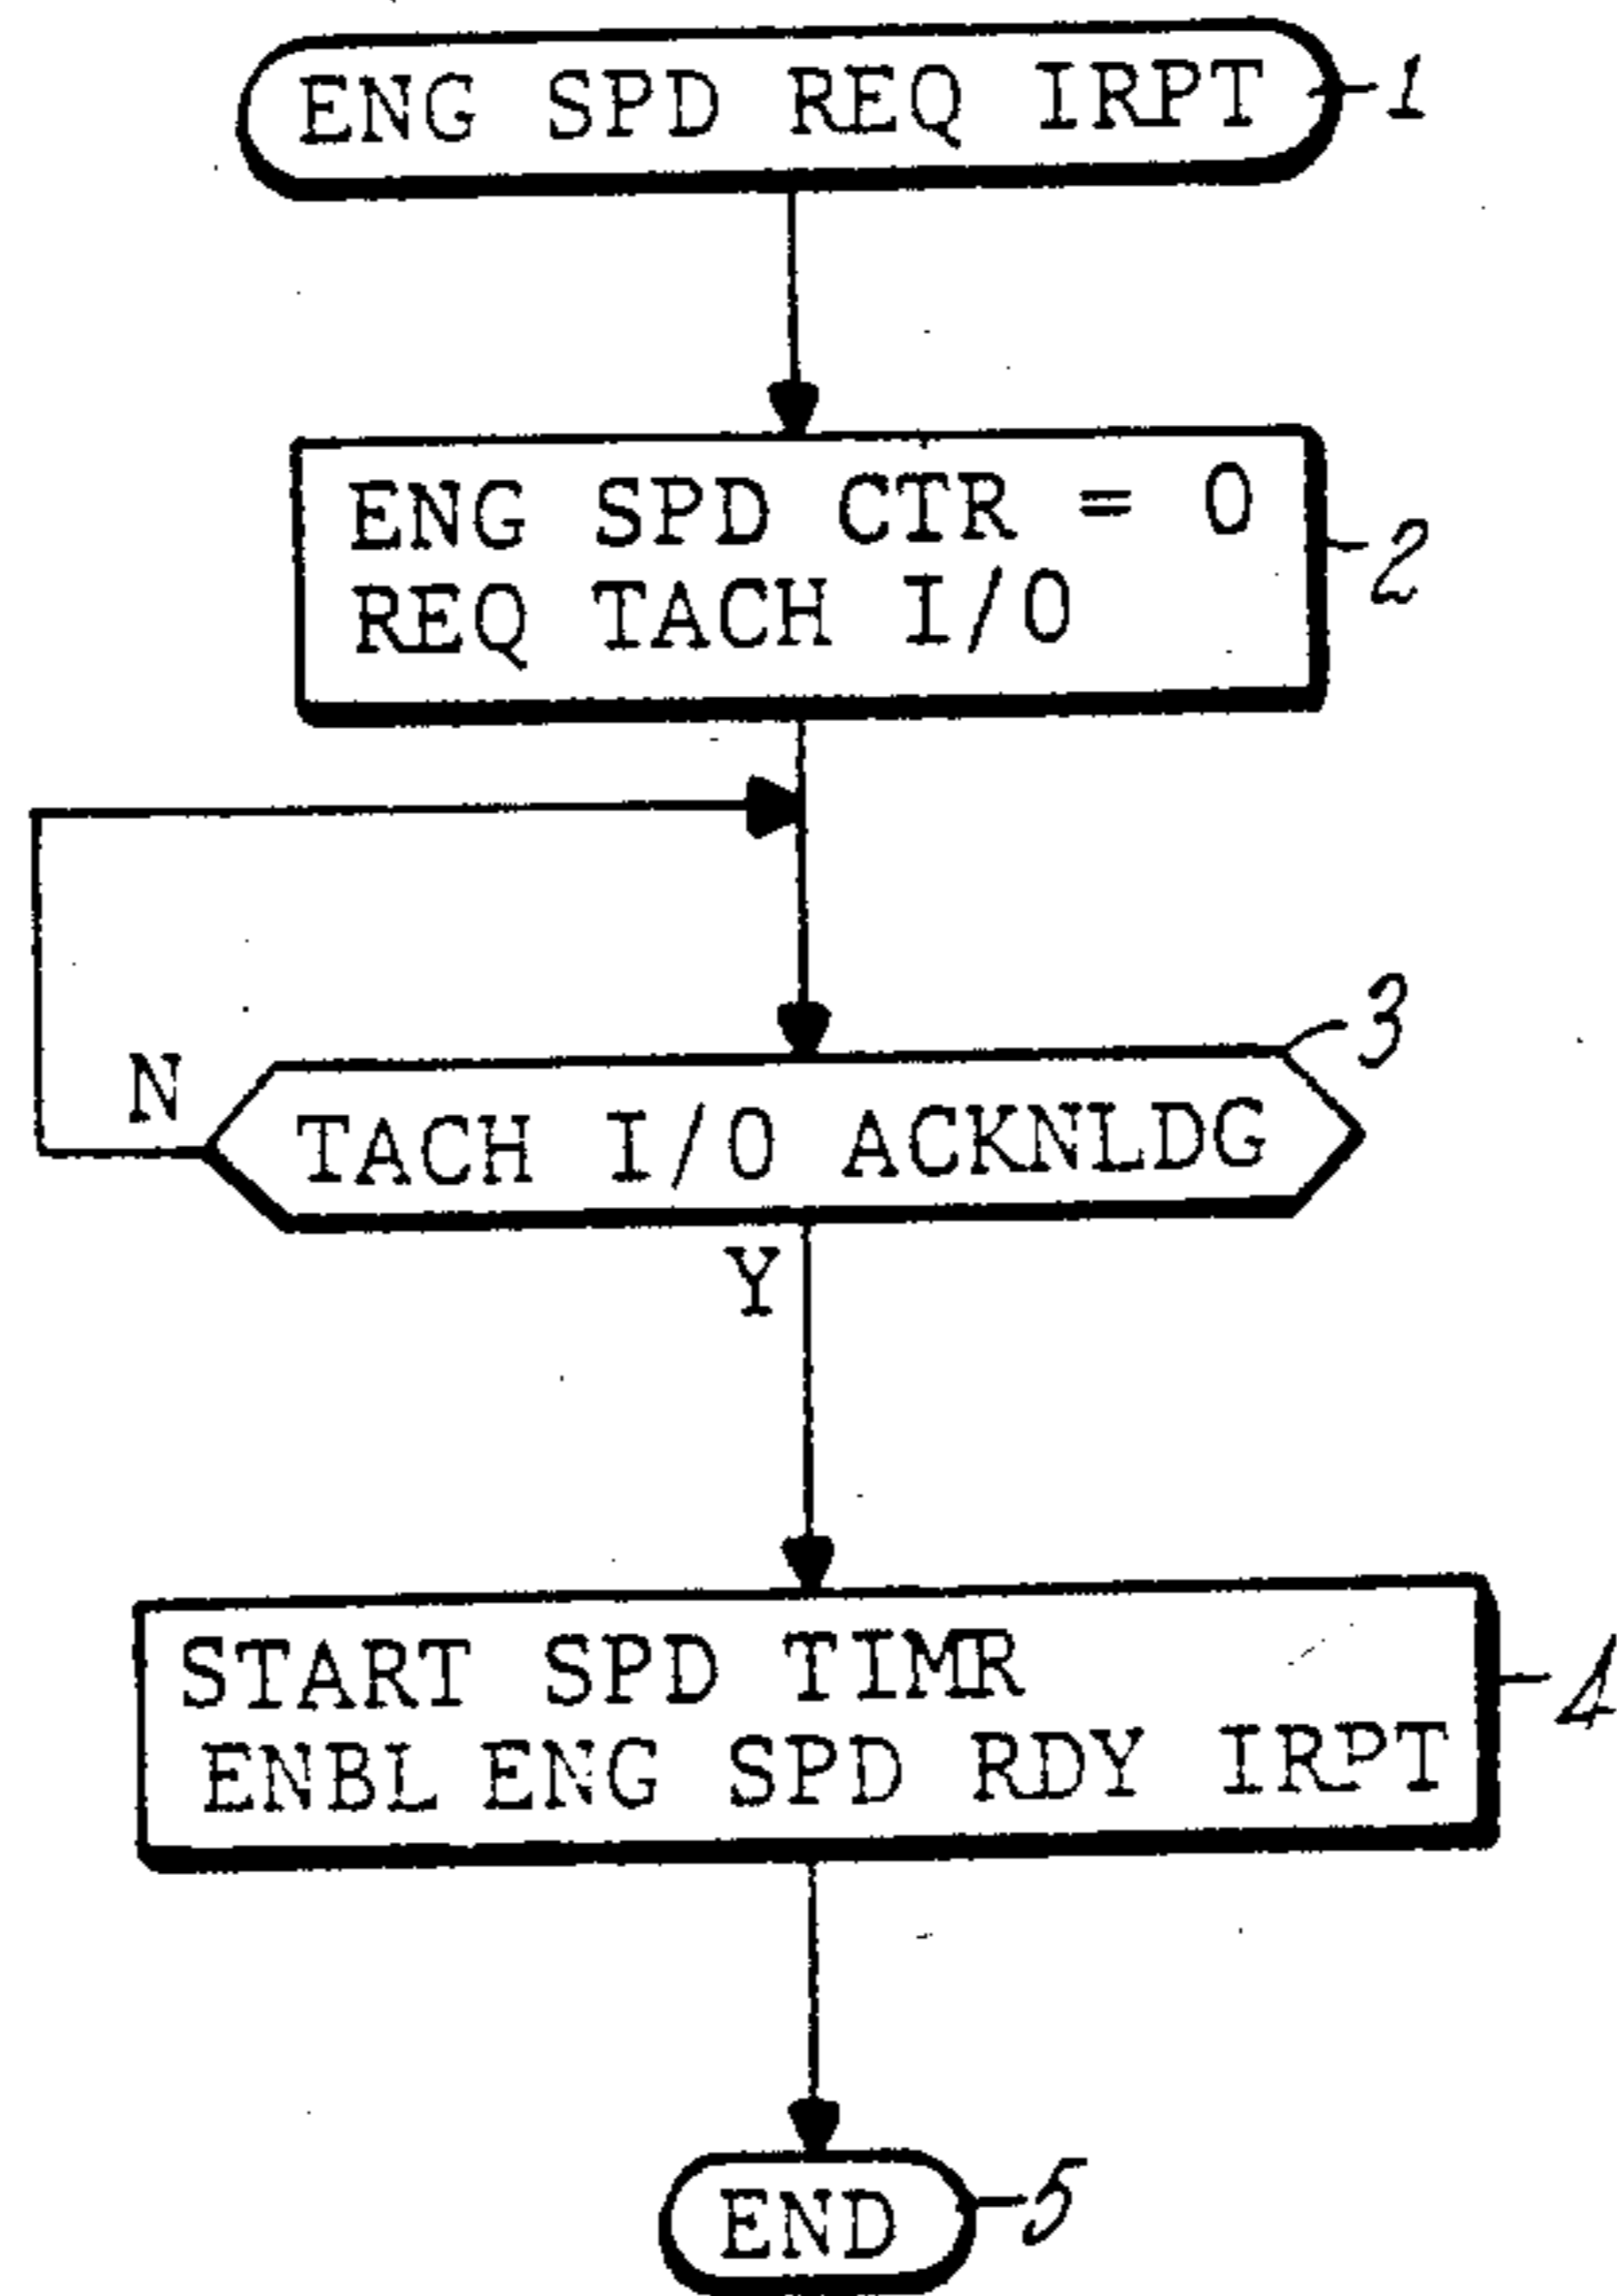 ENG SPD REQ IRPT 1
ENG SPD CTR = 0
REQ TACH I/O
2
3
N
TACH I/O ACKNLDG
Y
START SPD TIMR
ENBL ENG SPD RDY IRPT
4
END 5